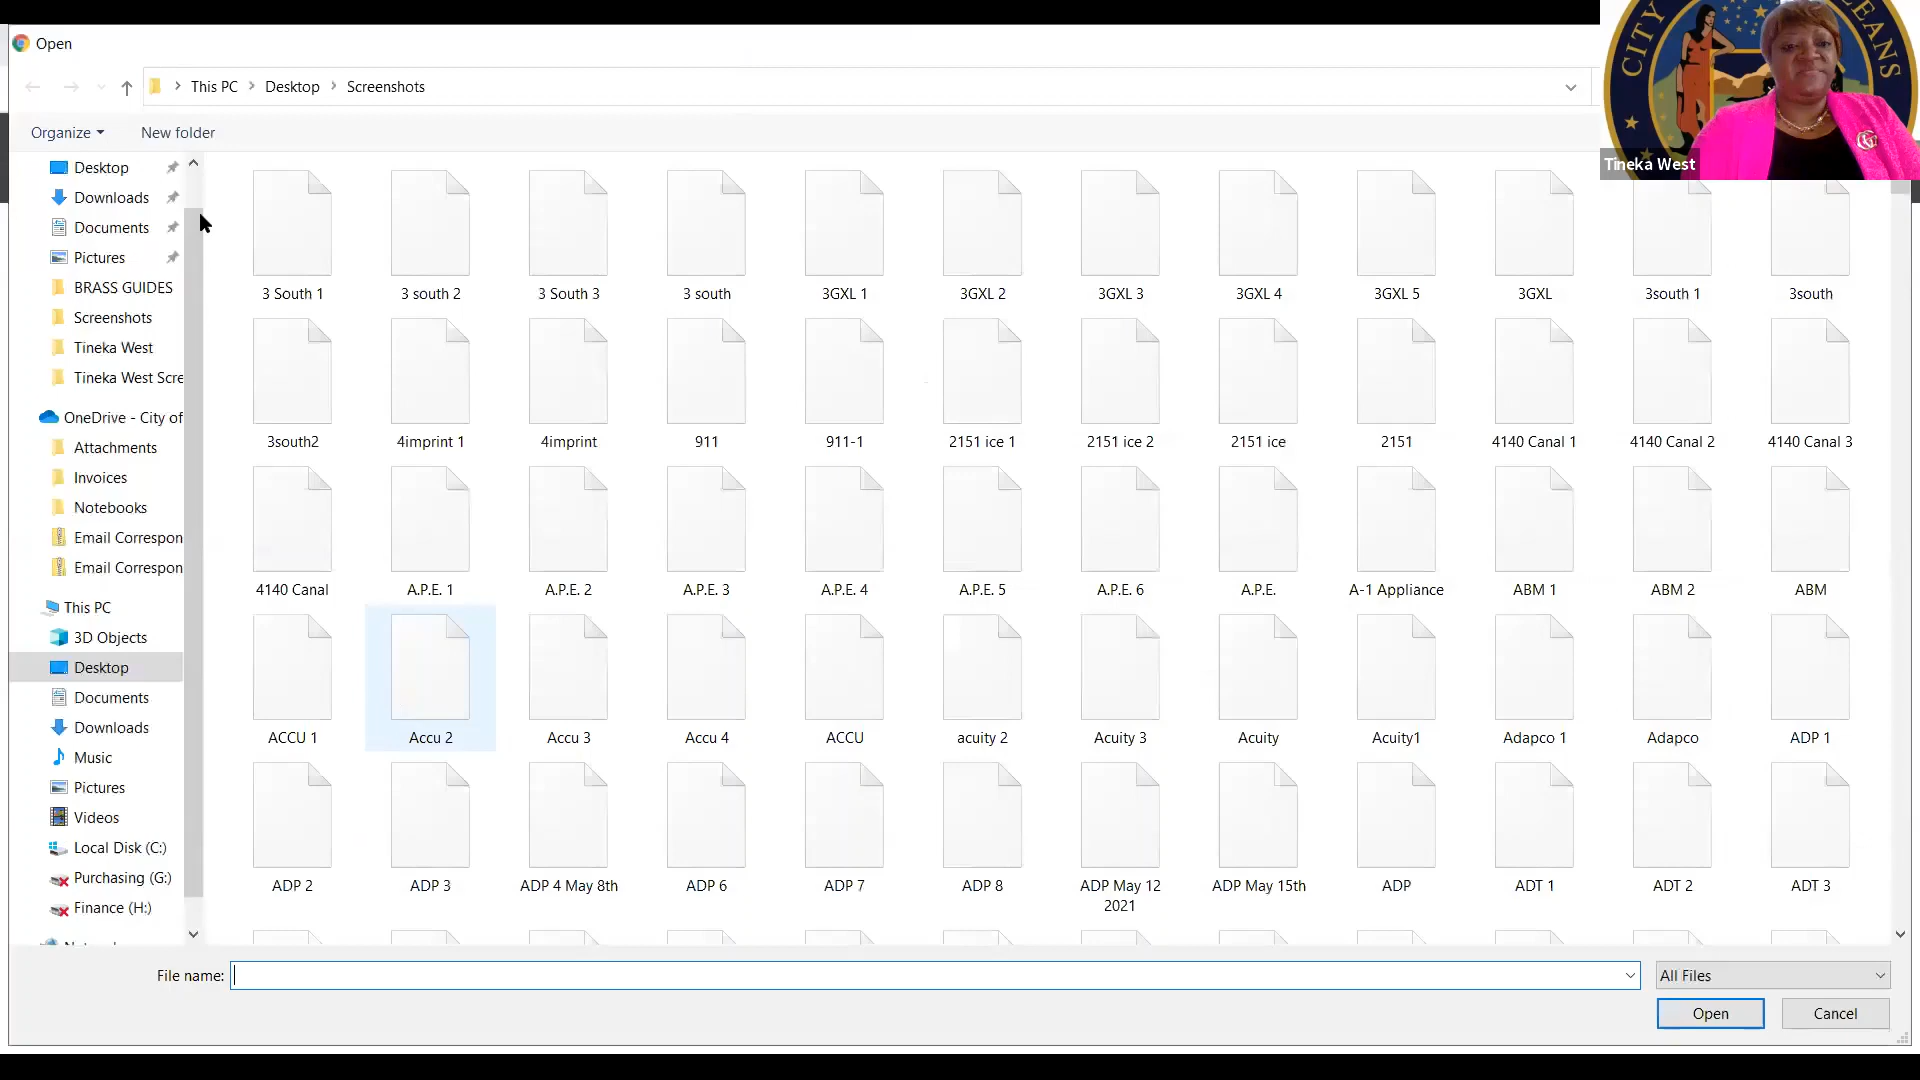 Open
This PC
Desktop
Screenshots
CITY
LEANS
Tineka West
Organize
New folder
Desktop
Downloads
Documents
Pictures
BRASS GUIDES
Screenshots
Tineka West
Tineka West Scre
OneDrive - City of
Attachments
Invoices
Notebooks
Email Correspon
Email Correspon
This PC
3D Objects
Desktop
Documents
Downloads
Music
Pictures
Videos
Local Disk (C:)
Purchasing (G:)
Finance (H:)
3 South 1 3 south 2 3 South 3 3 south 3GXL 1 3GXL 2 3GXL 3 3GXL 4 3GXL 5 3GXL 3south 1 3south
3south2 4imprint 1 4imprint 911 911-1 2151 ice 1 2151 ice 2 2151 ice 2151 4140 Canal 1 4140 Canal 2 4140 Canal 3
4140 Canal A.P.E. 1 A.P.E. 2 A.P.E. 3 A.P.E. 4 A.P.E. 5 A.P.E. 6 A.P.E. A-1 Appliance ABM 1 ABM 2 ABM
ACCU 1 Accu 2 Accu 3 Accu 4 ACCU acuity 2 Acuity 3 Acuity Acuity1 Adapco 1 Adapco ADP 1
ADP 2 ADP 3 ADP 4 May 8th ADP 6 ADP 7 ADP 8 ADP May 12 ADP May 15th ADP ADT 1 ADT 2 ADT 3
2021
File name:
All Files
Open
Cancel